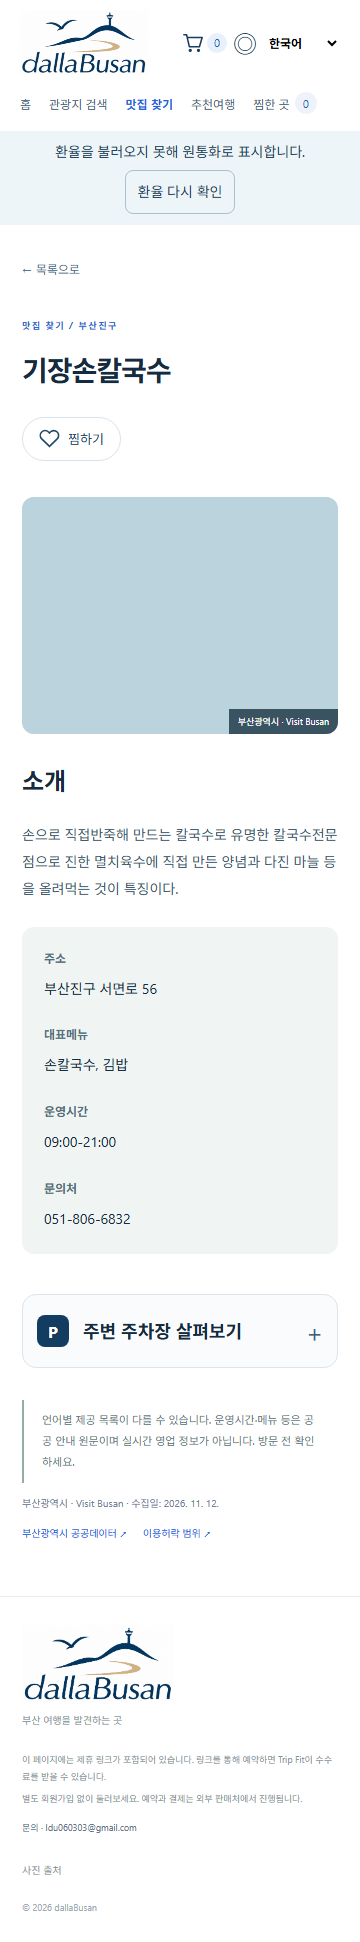 dallaBusan
0
한국어
홈 관광지 검색 맛집 찾기 추천여행 찜한 곳 0
환율을 불러오지 못해 원통화로 표시합니다.
환율 다시 확인
← 목록으로
맛집 찾기 / 부산진구
기장손칼국수
찜하기
부산광역시 · Visit Busan
소개
손으로 직접반죽해 만드는 칼국수로 유명한 칼국수전문
점으로 진한 멸치육수에 직접 만든 양념과 다진 마늘 등
을 올려먹는 것이 특징이다.
주소
부산진구 서면로 56
대표메뉴
손칼국수, 김밥
운영시간
09:00-21:00
문의처
051-806-6832
P 주변 주차장 살펴보기 +
언어별 제공 목록이 다를 수 있습니다. 운영시간·메뉴 등은 공
공 안내 원문이며 실시간 영업 정보가 아닙니다. 방문 전 확인
하세요.
부산광역시 · Visit Busan · 수집일: 2026. 11. 12.
부산광역시 공공데이터 ↗ 이용허락 범위 ↗
dallaBusan
부산 여행을 발견하는 곳
이 페이지에는 제휴 링크가 포함되어 있습니다. 링크를 통해 예약하면 Trip Fit이 수수
료를 받을 수 있습니다.
별도 회원가입 없이 둘러보세요. 예약과 결제는 외부 판매처에서 진행됩니다.
문의 · ldu060303@gmail.com
사진 출처
© 2026 dallaBusan